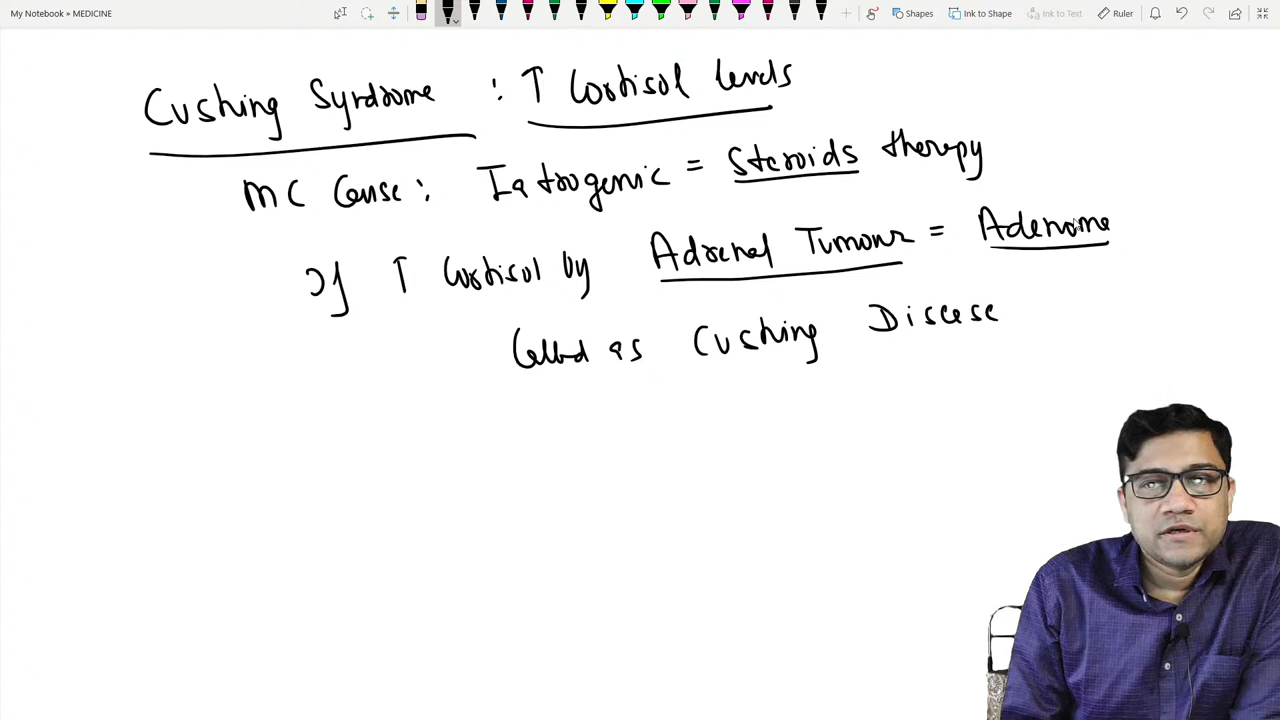 My Notebook » MEDICINE
Shapes Ink to Shape Ink to Text Ruler
Cushing Syrdrome : ↑ Cortisol levels
MC Cause : Iatrogenic = Steroids therapy
If ↑ Cortisol by Adrenal Tumour = Adenoma
Called as Cushing Disease